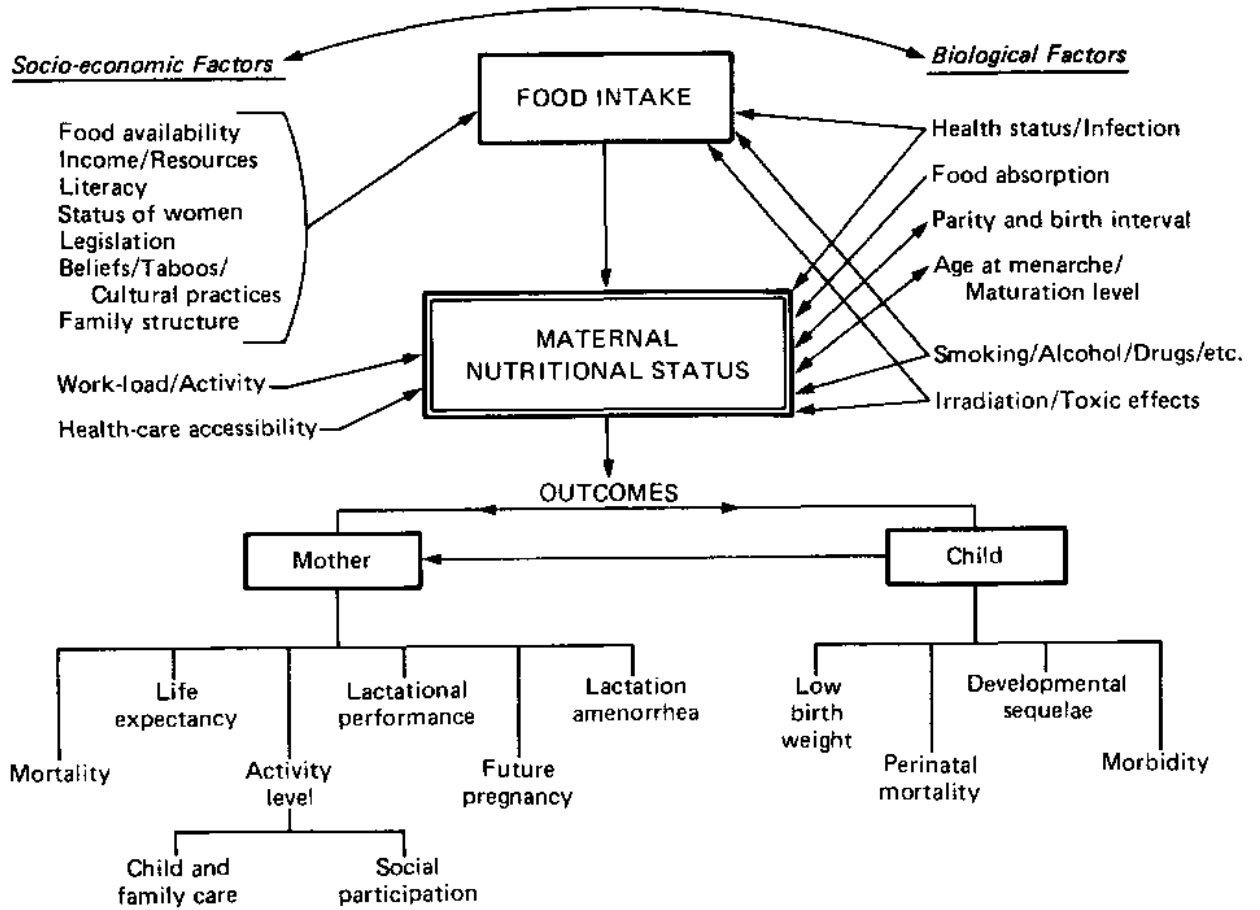 Socio-economic Factors
Biological Factors
FOOD INTAKE
Food availability
Income/Resources
Literacy
Status of women
Legislation
Beliefs/Taboos/
Cultural practices
Family structure
Work-load/Activity
Health-care accessibility
Health status/Infection
Food absorption
Parity and birth interval
Age at menarche/
Maturation level
Smoking/Alcohol/Drugs/etc.
Irradiation/Toxic effects
MATERNAL
NUTRITIONAL STATUS
OUTCOMES
Mother
Child
Mortality
Life
expectancy
Activity
level
Lactational
performance
Future
pregnancy
Lactation
amenorrhea
Child and
family care
Social
participation
Low
birth
weight
Perinatal
mortality
Developmental
sequelae
Morbidity